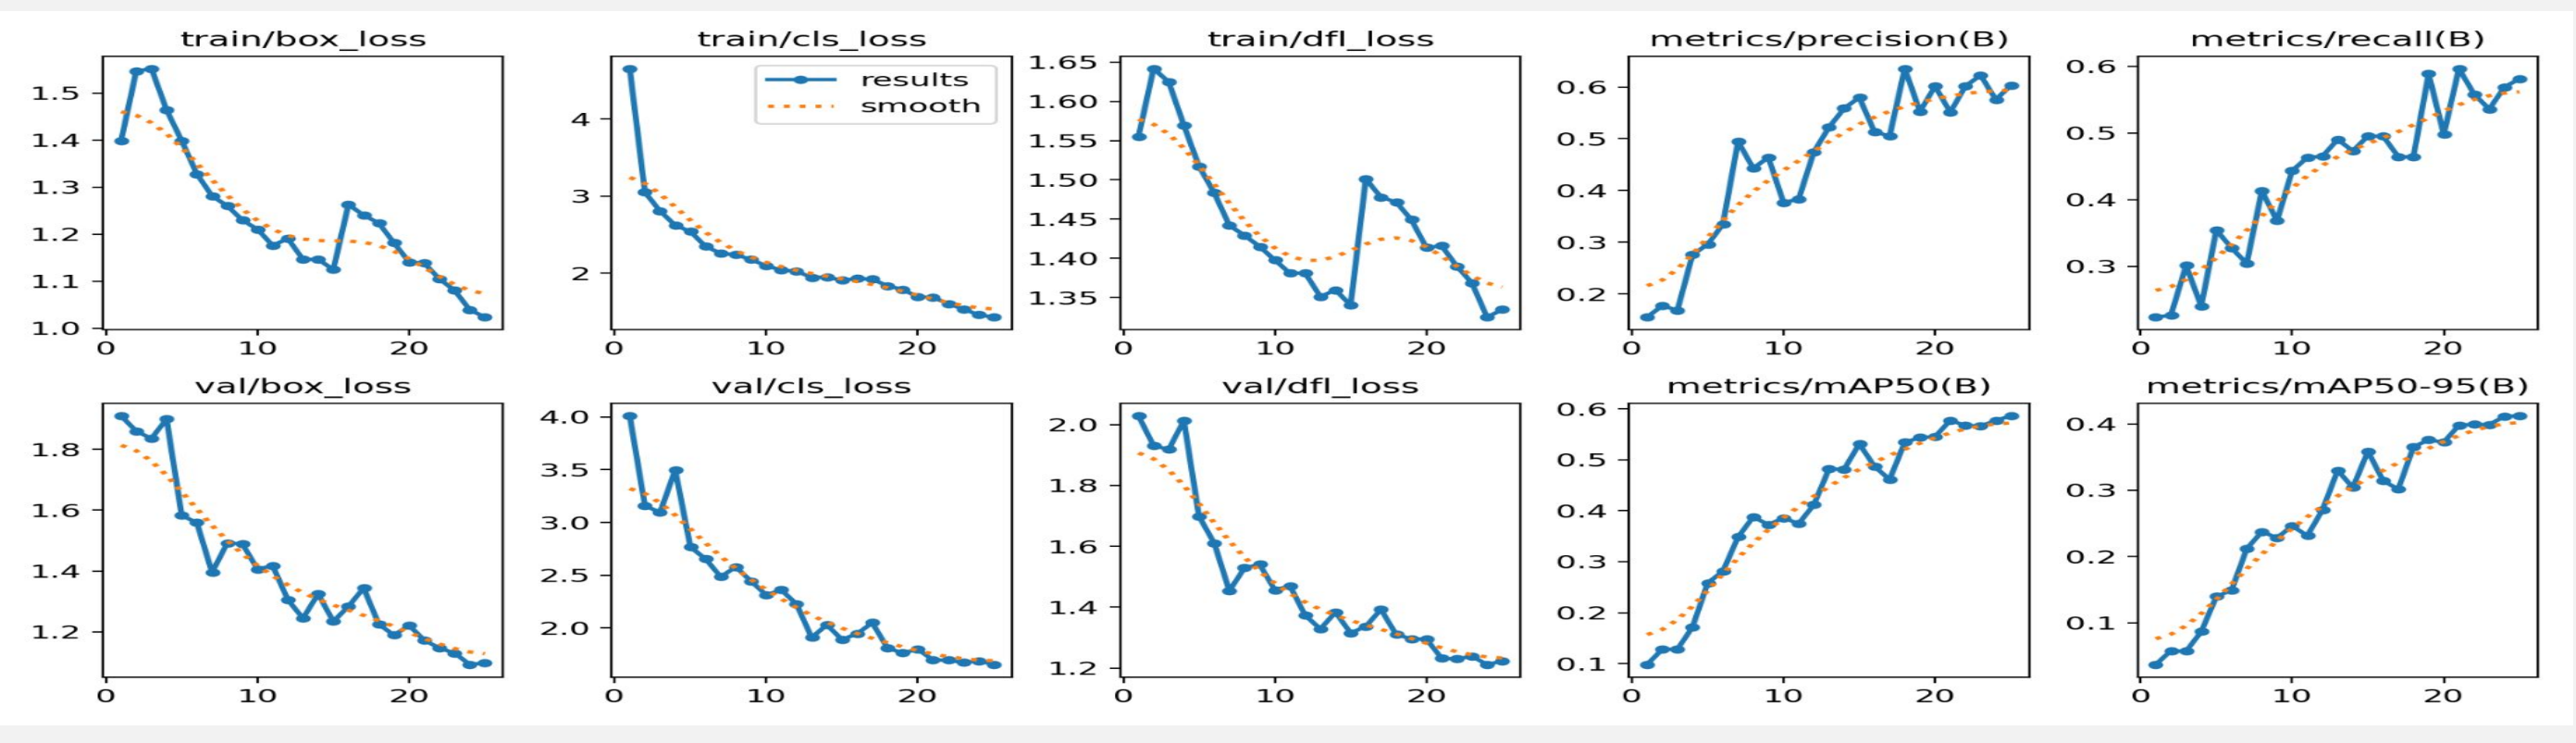 train/box_loss
train/cls_loss
train/dfl_loss
metrics/precision(B)
metrics/recall(B)
1.5
1.4
1.3
1.2
1.1
1.0
0 10 20
4
3
2
0 10 20
results
smooth
1.65
1.60
1.55
1.50
1.45
1.40
1.35
0 10 20
0.6
0.5
0.4
0.3
0.2
0 10 20
0.6
0.5
0.4
0.3
0 10 20
val/box_loss
val/cls_loss
val/dfl_loss
metrics/mAP50(B)
metrics/mAP50-95(B)
1.8
1.6
1.4
1.2
0 10 20
4.0
3.5
3.0
2.5
2.0
0 10 20
2.0
1.8
1.6
1.4
1.2
0 10 20
0.6
0.5
0.4
0.3
0.2
0.1
0 10 20
0.4
0.3
0.2
0.1
0 10 20